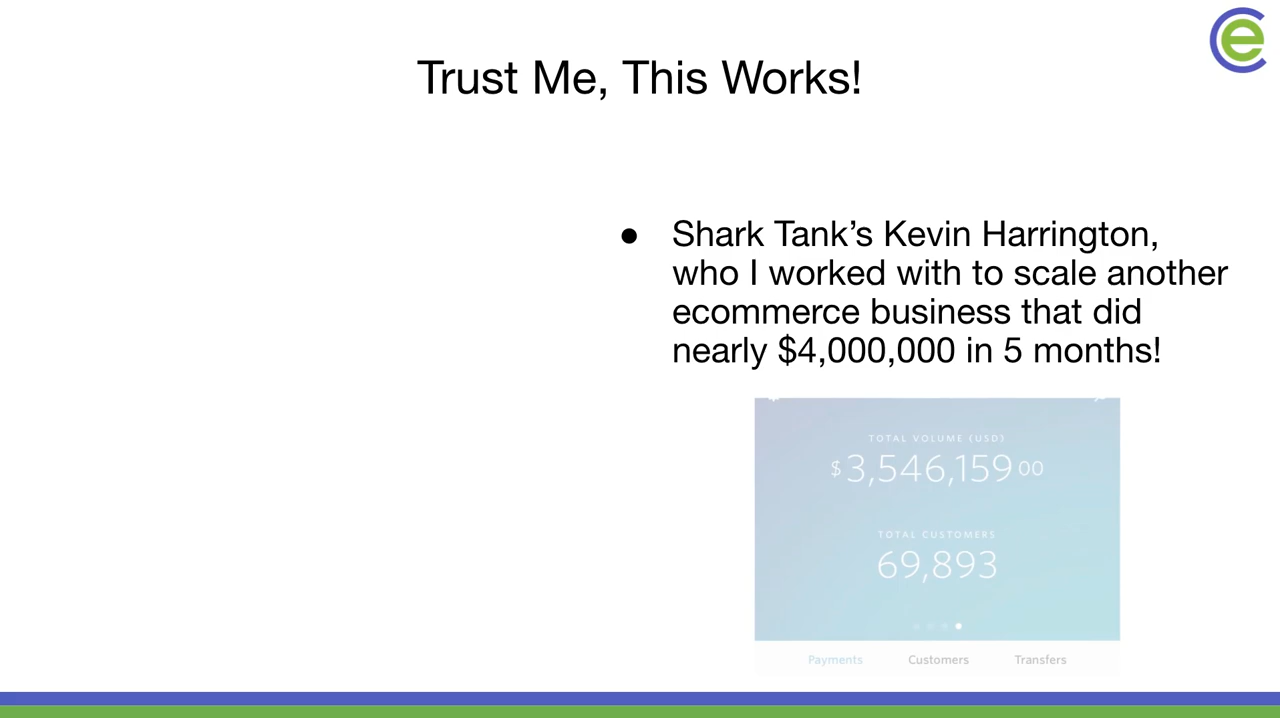 Trust Me, This Works!
● Shark Tank’s Kevin Harrington,
who I worked with to scale another
ecommerce business that did
nearly $4,000,000 in 5 months!
TOTAL VOLUME (USD)
$3,546,159 00
TOTAL CUSTOMERS
69,893
Payments Customers Transfers